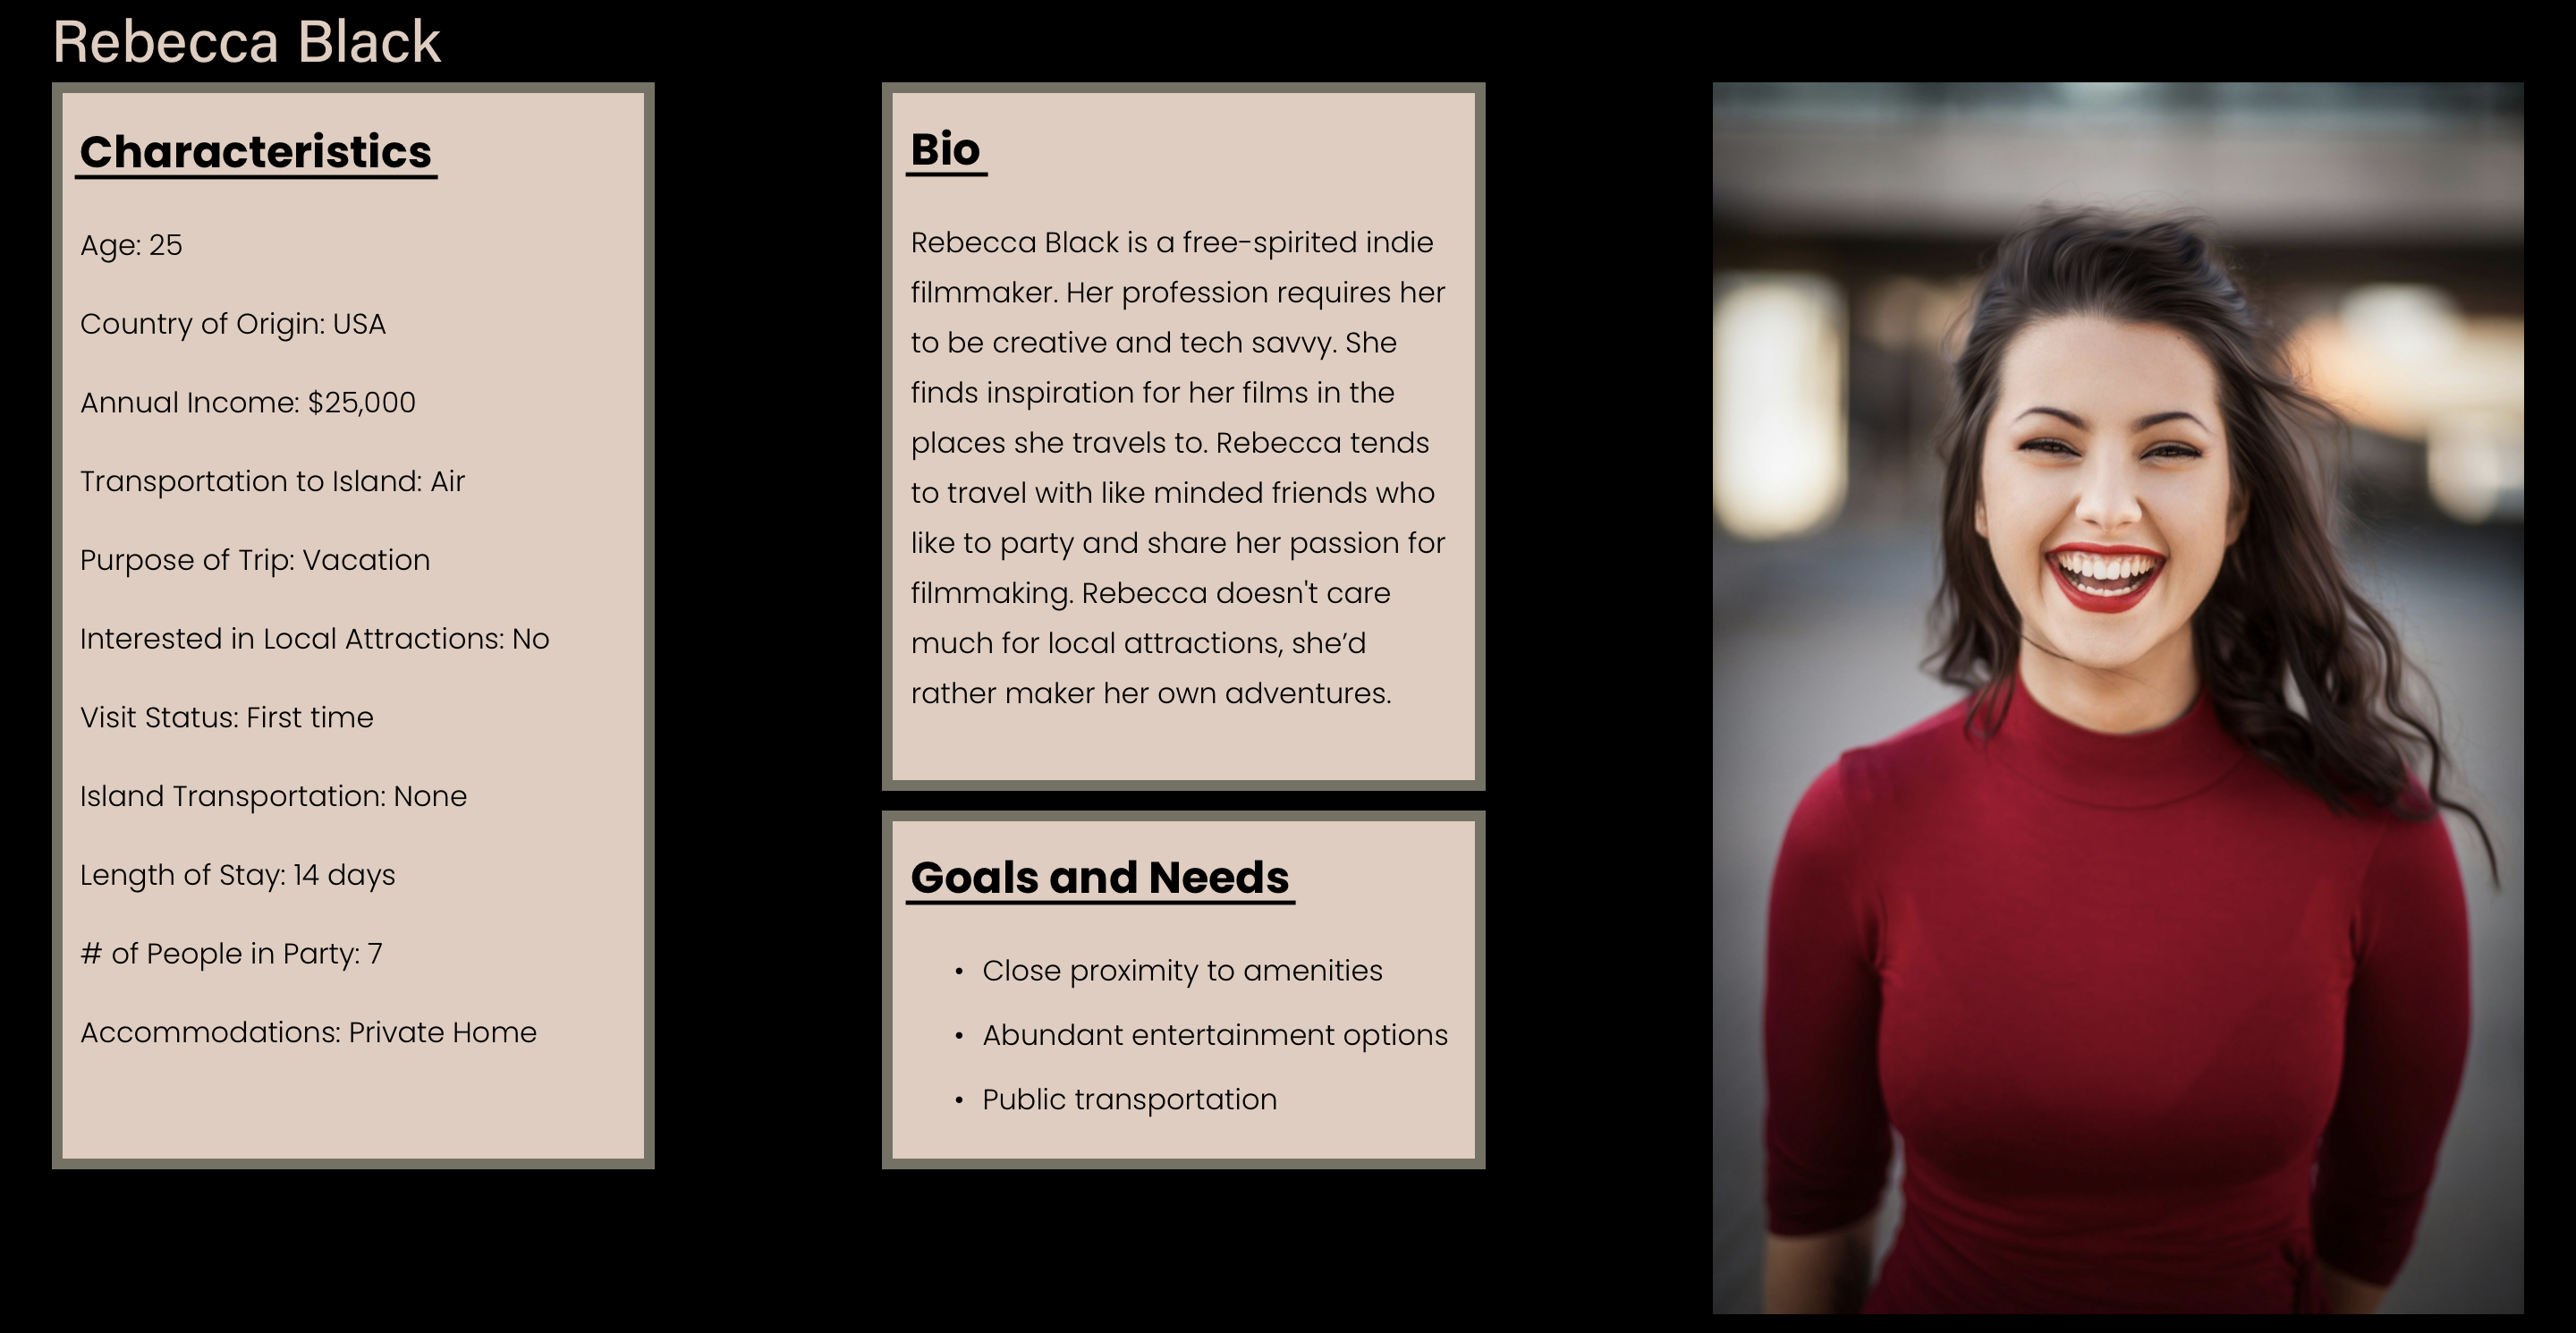 Rebecca Black
Characteristics
Age: 25
Country of Origin: USA
Annual Income: $25,000
Transportation to Island: Air
Purpose of Trip: Vacation
Interested in Local Attractions: No
Visit Status: First time
Island Transportation: None
Length of Stay: 14 days
# of People in Party: 7
Accommodations: Private Home
Bio
Rebecca Black is a free-spirited indie
filmmaker. Her profession requires her
to be creative and tech savvy. She
finds inspiration for her films in the
places she travels to. Rebecca tends
to travel with like minded friends who
like to party and share her passion for
filmmaking. Rebecca doesn't care
much for local attractions, she’d
rather maker her own adventures.
Goals and Needs
• Close proximity to amenities
• Abundant entertainment options
• Public transportation